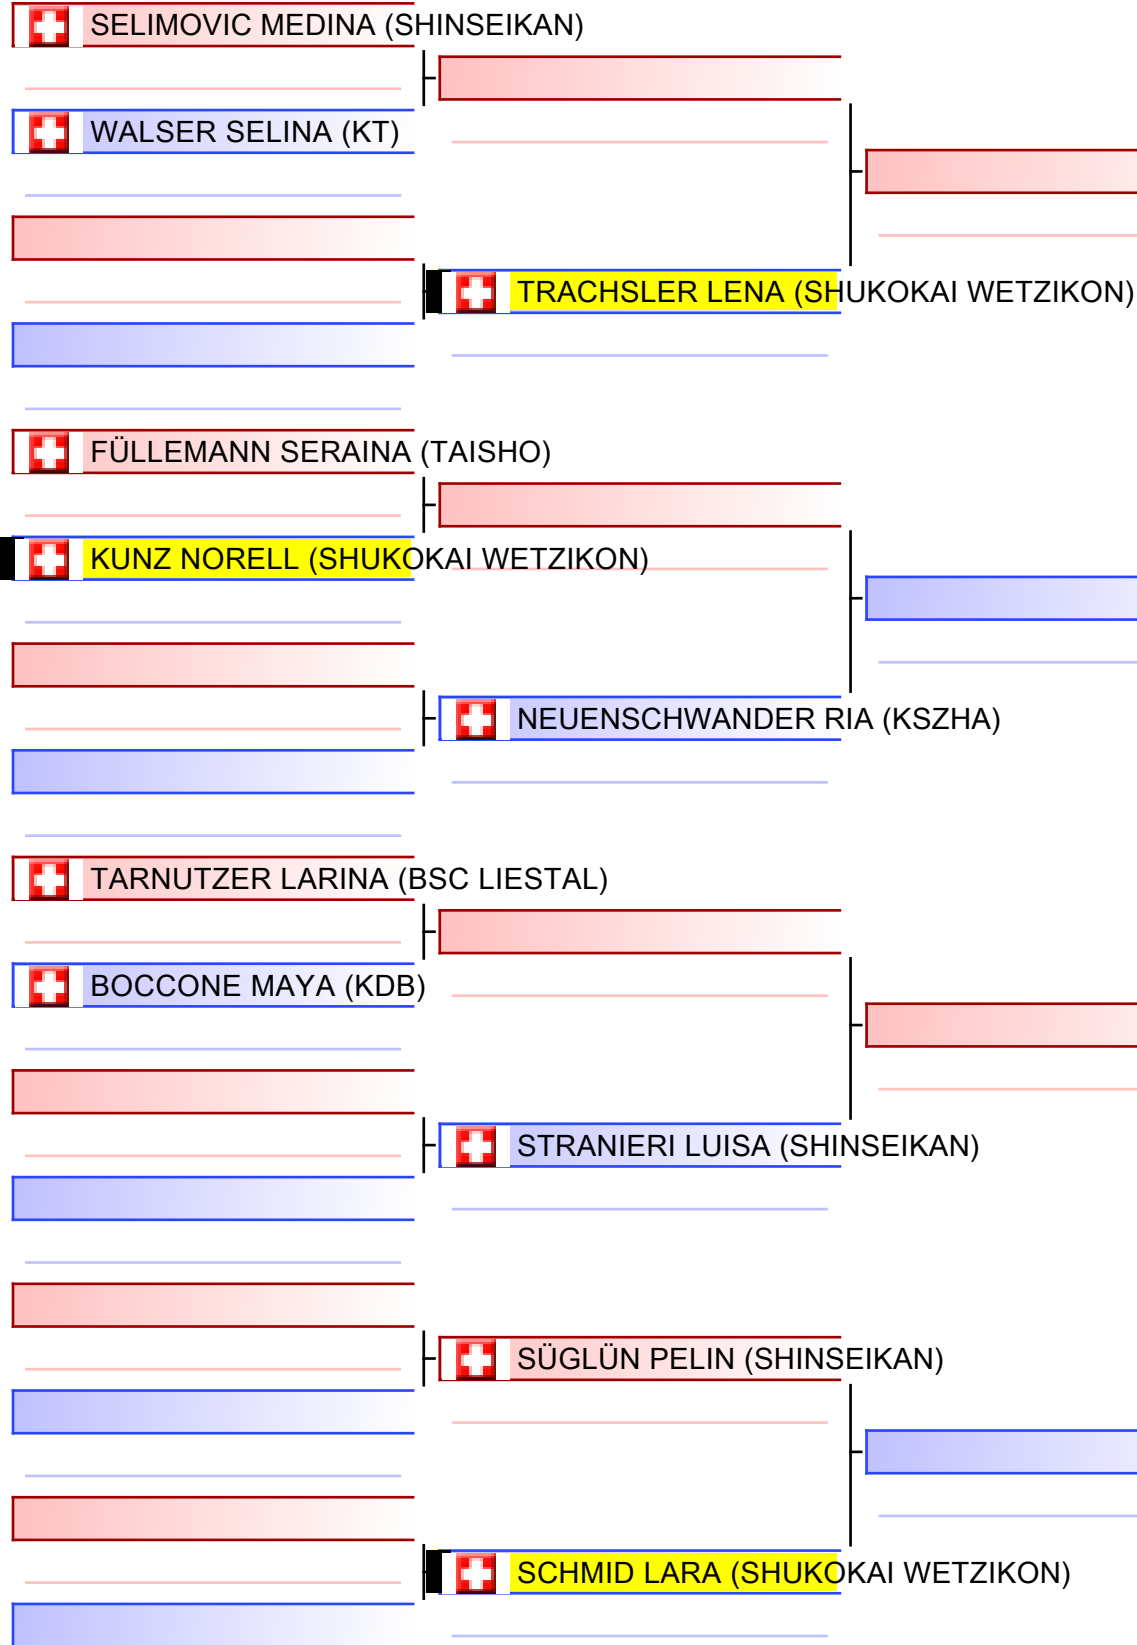 SELIMOVIC MEDINA (SHINSEIKAN)
WALSER SELINA (KT)
TRACHSLER LENA (SHUKOKAI WETZIKON)
FÜLLEMANN SERAINA (TAISHO)
KUNZ NORELL (SHUKOKAI WETZIKON)
NEUENSCHWANDER RIA (KSZHA)
TARNUTZER LARINA (BSC LIESTAL)
BOCCONE MAYA (KDB)
STRANIERI LUISA (SHINSEIKAN)
SÜGLÜN PELIN (SHINSEIKAN)
SCHMID LARA (SHUKOKAI WETZIKON)